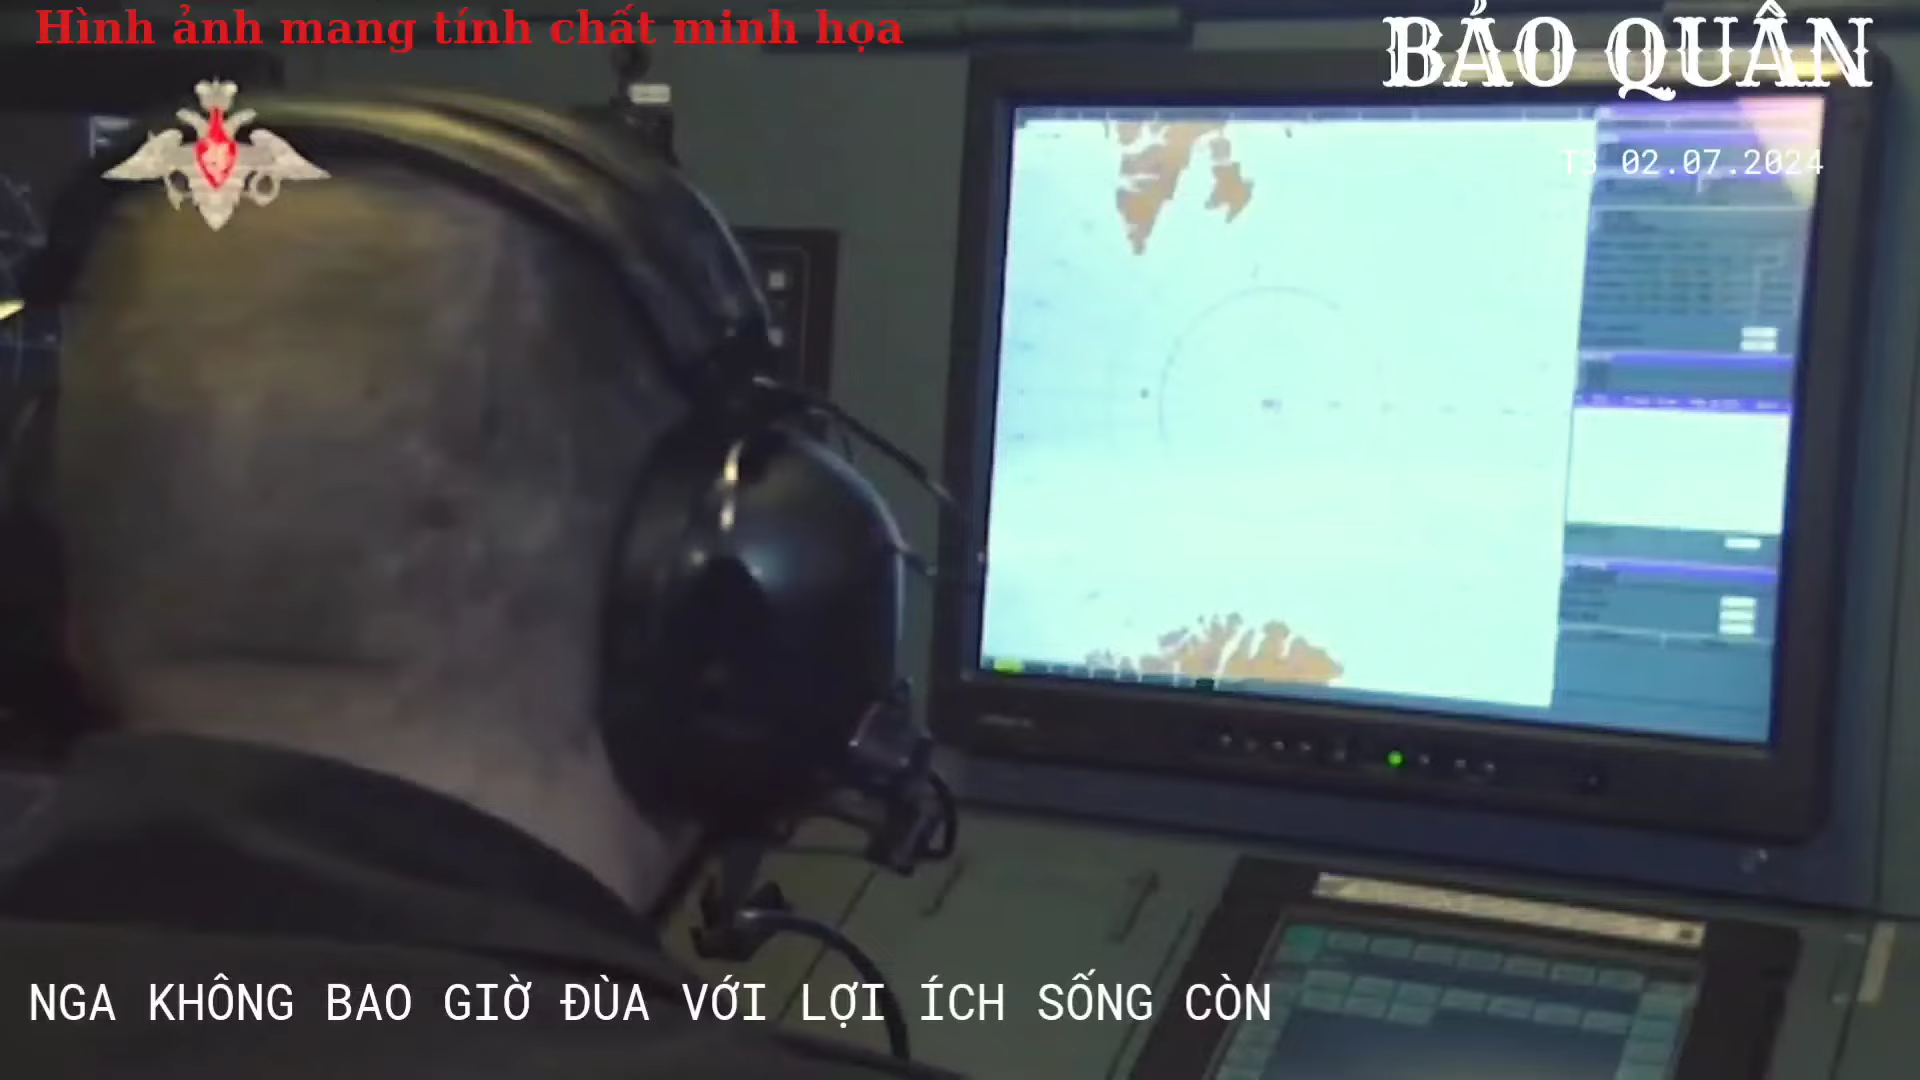 Hình ảnh mang tính chất minh họa
BẢO QUÂN
T3 02.07.2024
NGA KHÔNG BAO GIỜ ĐÙA VỚI LỢI ÍCH SỐNG CÒN